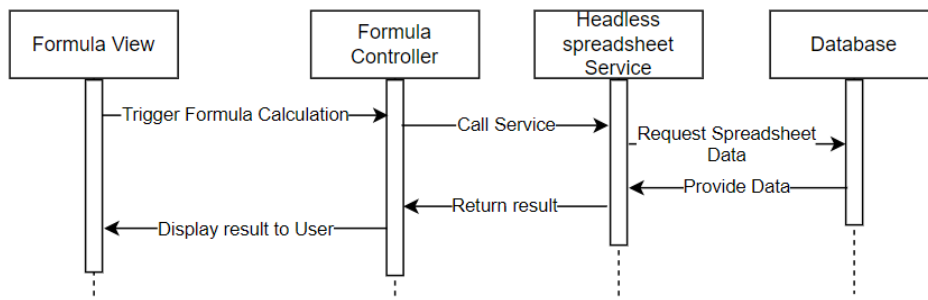 Formula View
Formula
Controller
Headless
spreadsheet
Service
Database
Trigger Formula Calculation
Call Service
Request Spreadsheet
Data
Provide Data
Return result
Display result to User